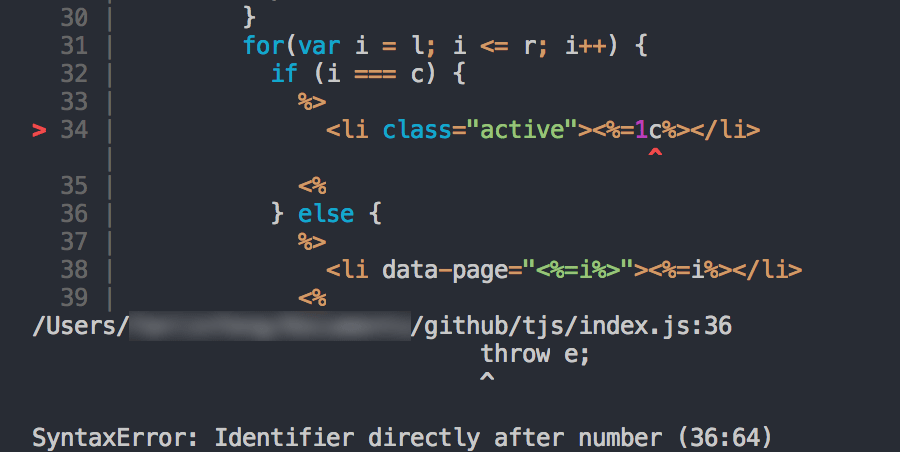 30 |         }
31 |         for(var i = l; i <= r; i++) {
32 |           if (i === c) {
33 |             %>
> 34 |               <li class="active"><%=1c%></li>
|                                      ^
35 |             <%
36 |           } else {
37 |             %>
38 |               <li data-page="<%=i%>"><%=i%></li>
39 |             <%
/Users/ /github/tjs/index.js:36
throw e;
^
SyntaxError: Identifier directly after number (36:64)